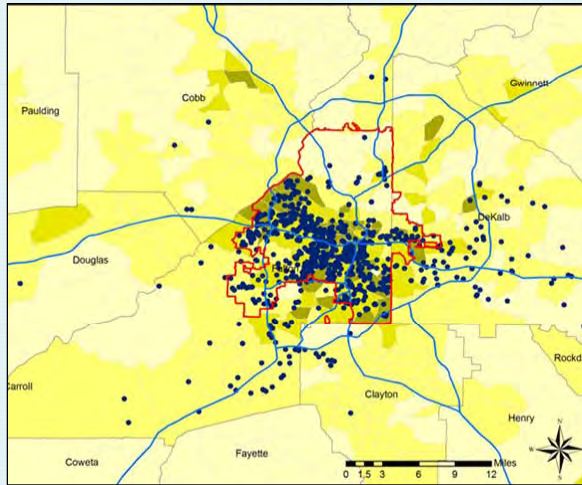 Paulding
Cobb
Gwinnett
DeKalb
Douglas
Carroll
Clayton
Rockd
Henry
Fayette
Coweta
N
W
E
S
Miles
0 1.5 3 6 9 12